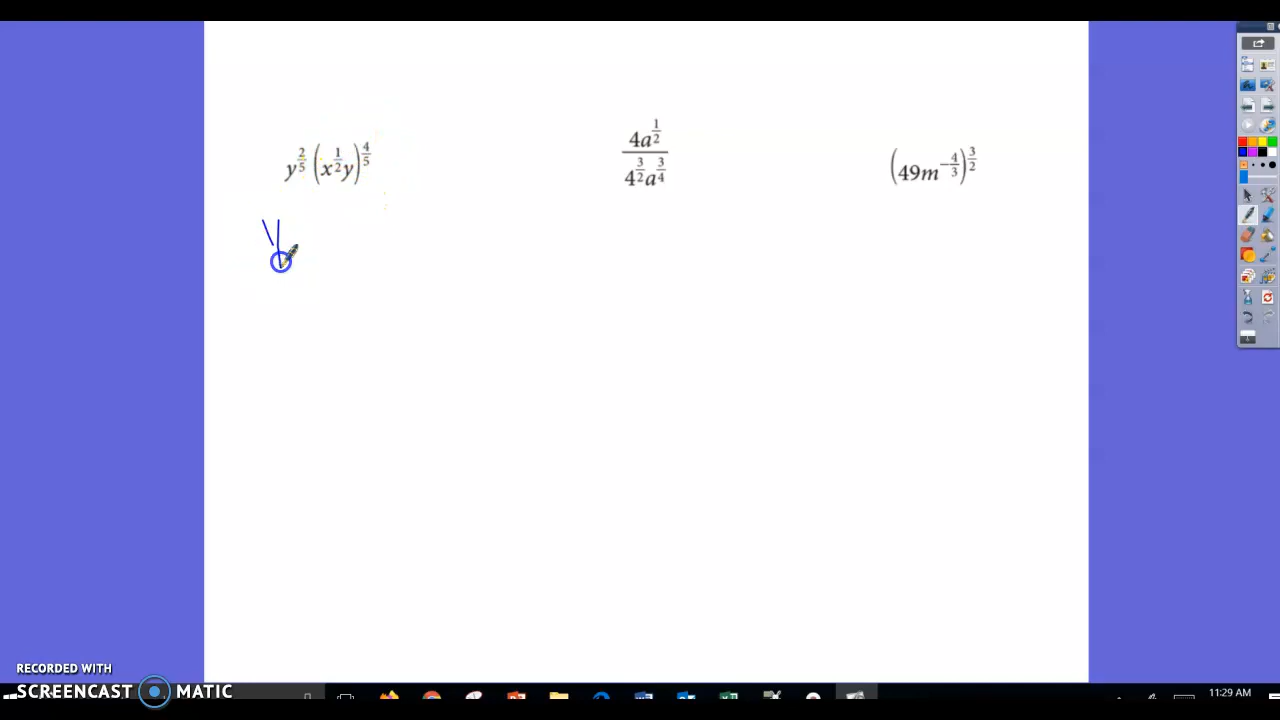 y^{2/5} (x^{1/2}y)^{4/5}
4a^{1/2} / 4^{3/2}a^{3/4}
(49m^{-4/3})^{3/2}
y
RECORDED WITH
SCREENCAST MATIC
11:29 AM